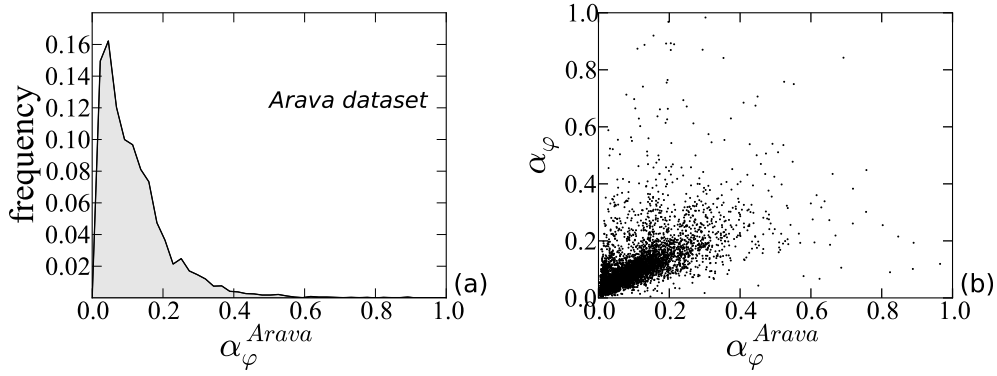 frequency
0.16
0.14
0.12
0.10
0.08
0.06
0.04
0.02
Arava dataset
0.0 0.2 0.4 0.6 0.8 1.0
α_φ^Arava
(a)
α_φ
1.0
0.8
0.6
0.4
0.2
0.0
0.0 0.2 0.4 0.6 0.8 1.0
α_φ^Arava
(b)